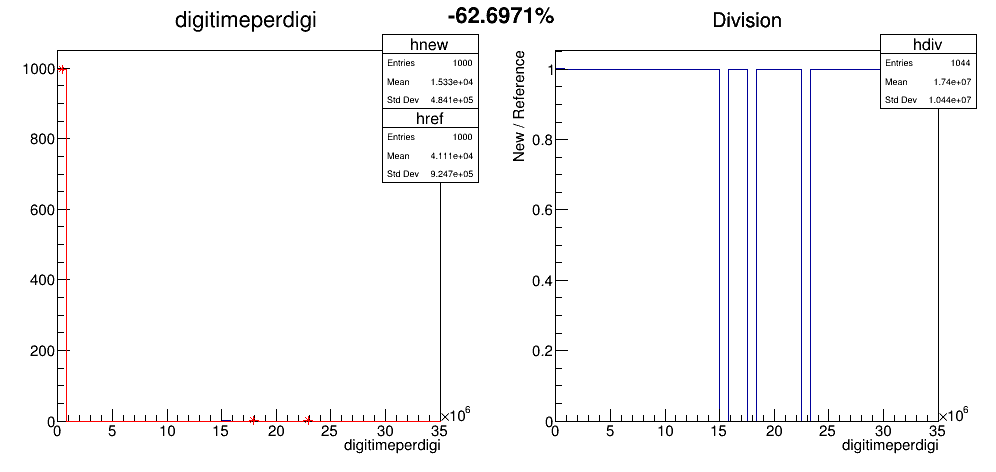 digitimeperdigi
-62.6971%
Division
hnew
Entries 1000
Mean 1.533e+04
Std Dev 4.841e+05
href
Entries 1000
Mean 4.111e+04
Std Dev 9.247e+05
1000
800
600
400
200
0
0 5 10 15 20 25 30 35
×10⁶
digitimeperdigi
hdiv
Entries 1044
Mean 1.74e+07
Std Dev 1.044e+07
New / Reference
1
0.8
0.6
0.4
0.2
0
0 5 10 15 20 25 30 35
×10⁶
digitimeperdigi